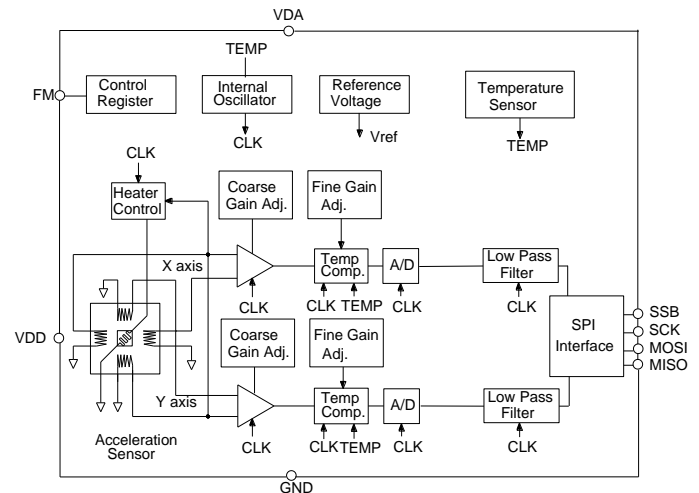 VDA
TEMP
FM
Control
Register
Internal
Oscillator
Reference
Voltage
Temperature
Sensor
CLK
Vref
TEMP
CLK
Heater
Control
Coarse
Gain Adj.
Fine Gain
Adj.
X axis
Temp
Comp.
A/D
Low Pass
Filter
CLK
CLK
TEMP
CLK
CLK
VDD
Coarse
Gain Adj.
Fine Gain
Adj.
SPI
Interface
SSB
SCK
MOSI
MISO
Y axis
Temp
Comp.
A/D
Low Pass
Filter
Acceleration
Sensor
CLK
CLK
TEMP
CLK
CLK
GND